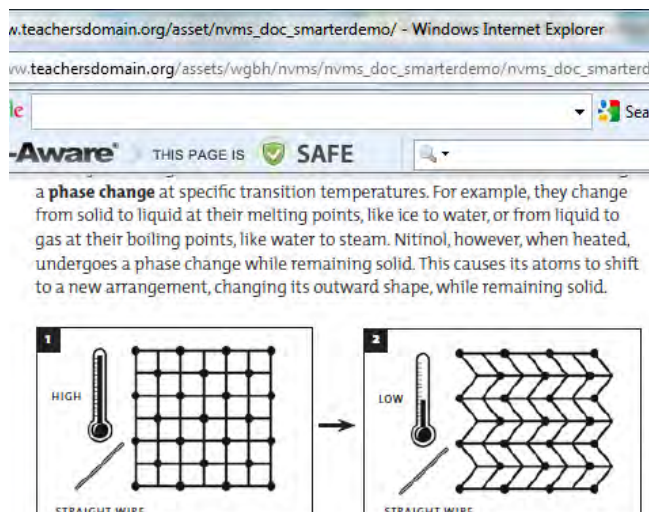 w.teachersdomain.org/asset/nvms_doc_smarterdemo/ - Windows Internet Explorer
ww.teachersdomain.org/assets/wgbh/nvms/nvms_doc_smarterdemo/nvms_doc_smarterd
le
Sea
-Aware® THIS PAGE IS SAFE
a phase change at specific transition temperatures. For example, they change
from solid to liquid at their melting points, like ice to water, or from liquid to
gas at their boiling points, like water to steam. Nitinol, however, when heated,
undergoes a phase change while remaining solid. This causes its atoms to shift
to a new arrangement, changing its outward shape, while remaining solid.
1
HIGH
STRAIGHT WIRE
2
LOW
STRAIGHT WIRE